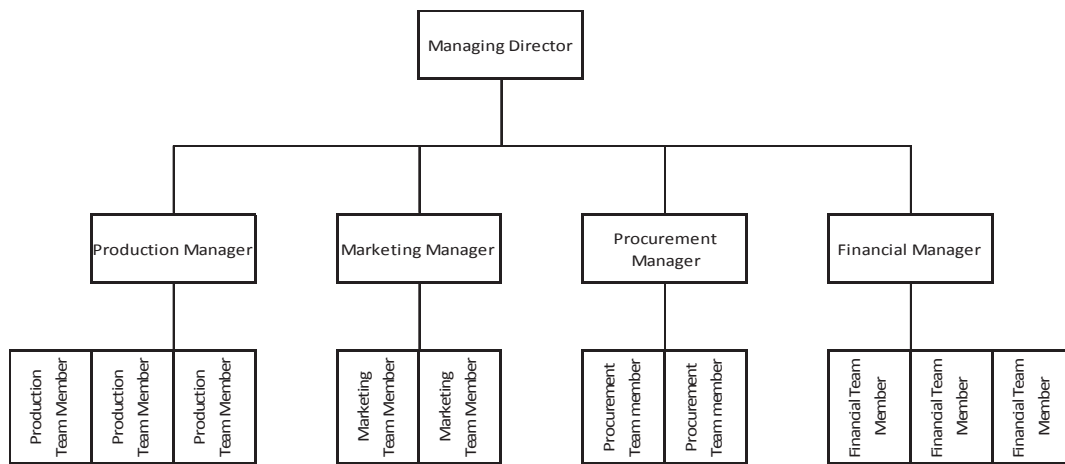 Managing Director
Production Manager
Marketing Manager
Procurement
Manager
Financial Manager
Production
Team Member
Production
Team Member
Production
Team Member
Marketing
Team Member
Marketing
Team Member
Procurement
Team member
Procurement
Team member
Financial Team
Member
Financial Team
Member
Financial Team
Member